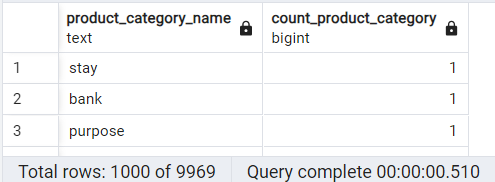 product_category_name count_product_category
text bigint
1 stay 1
2 bank 1
3 purpose 1
Total rows: 1000 of 9969 Query complete 00:00:00.510